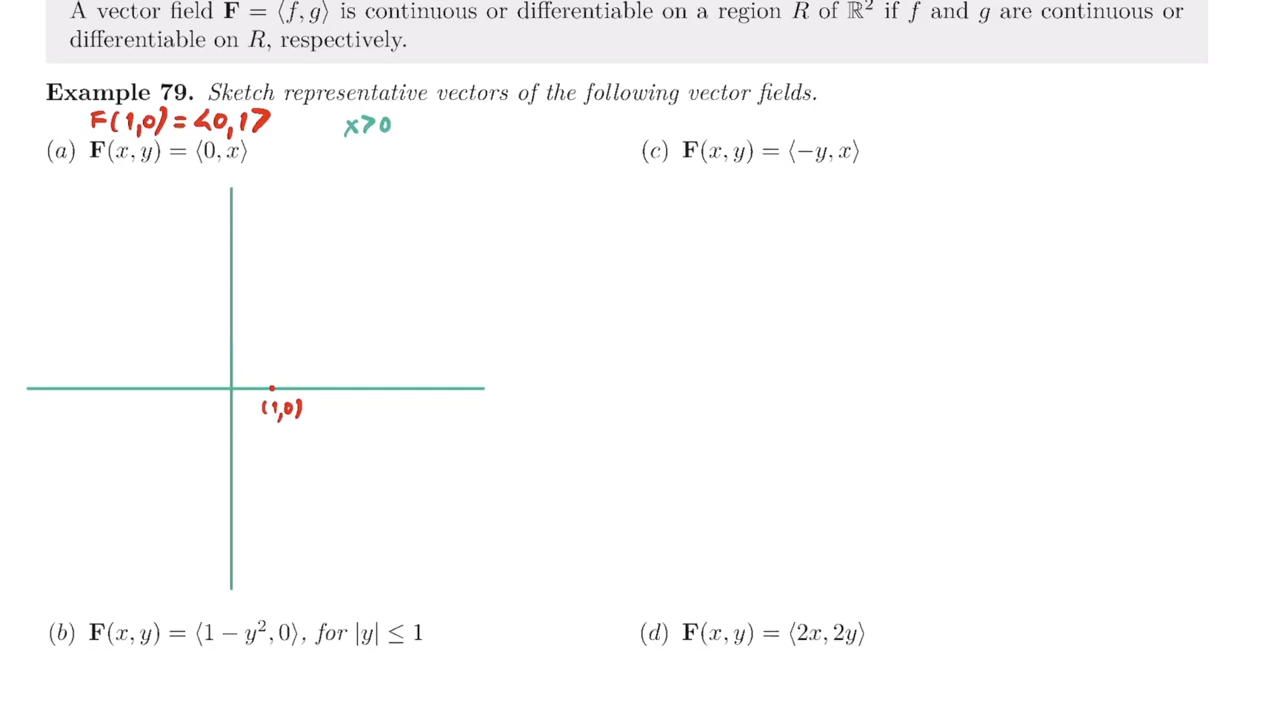 A vector field F = ⟨f, g⟩ is continuous or differentiable on a region R of ℝ² if f and g are continuous or
differentiable on R, respectively.
Example 79. Sketch representative vectors of the following vector fields.
F(1,0) = <0,1> x>0
(a) F(x, y) = ⟨0, x⟩ (c) F(x, y) = ⟨−y, x⟩
(1,0)
(b) F(x, y) = ⟨1 − y², 0⟩, for |y| ≤ 1 (d) F(x, y) = ⟨2x, 2y⟩